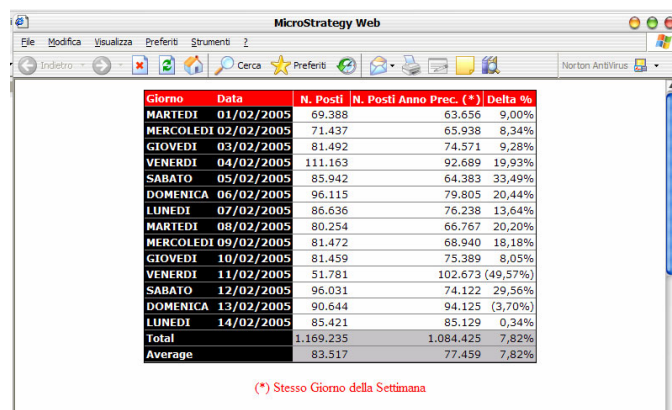 MicroStrategy Web
File Modifica Visualizza Preferiti Strumenti ?
Indietro Cerca Preferiti Norton AntiVirus
Giorno Data N. Posti N. Posti Anno Prec. (*) Delta %
MARTEDI 01/02/2005 69.388 63.656 9,00%
MERCOLEDI 02/02/2005 71.437 65.938 8,34%
GIOVEDI 03/02/2005 81.492 74.571 9,28%
VENERDI 04/02/2005 111.163 92.689 19,93%
SABATO 05/02/2005 85.942 64.383 33,49%
DOMENICA 06/02/2005 96.115 79.805 20,44%
LUNEDI 07/02/2005 86.636 76.238 13,64%
MARTEDI 08/02/2005 80.254 66.767 20,20%
MERCOLEDI 09/02/2005 81.472 68.940 18,18%
GIOVEDI 10/02/2005 81.459 75.389 8,05%
VENERDI 11/02/2005 51.781 102.673 (49,57%)
SABATO 12/02/2005 96.031 74.122 29,56%
DOMENICA 13/02/2005 90.644 94.125 (3,70%)
LUNEDI 14/02/2005 85.421 85.129 0,34%
Total 1.169.235 1.084.425 7,82%
Average 83.517 77.459 7,82%
(*) Stesso Giorno della Settimana